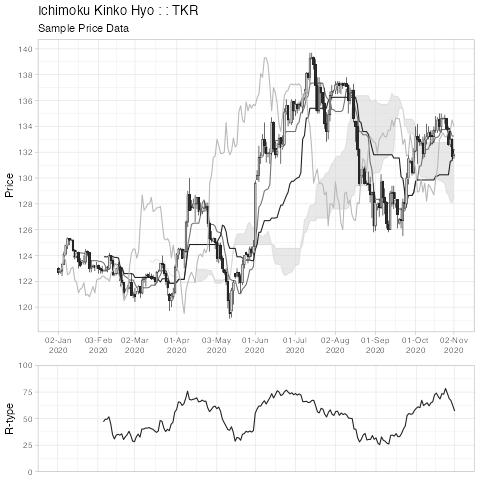 Ichimoku Kinko Hyo : : TKR
Sample Price Data
140
138
136
134
132
130
128
126
124
122
120
Price
02-Jan 03-Feb 02-Mar 01-Apr 03-May 01-Jun 01-Jul 02-Aug 01-Sep 01-Oct 02-Nov
2020 2020 2020 2020 2020 2020 2020 2020 2020 2020 2020
100
75
50
25
0
R-type